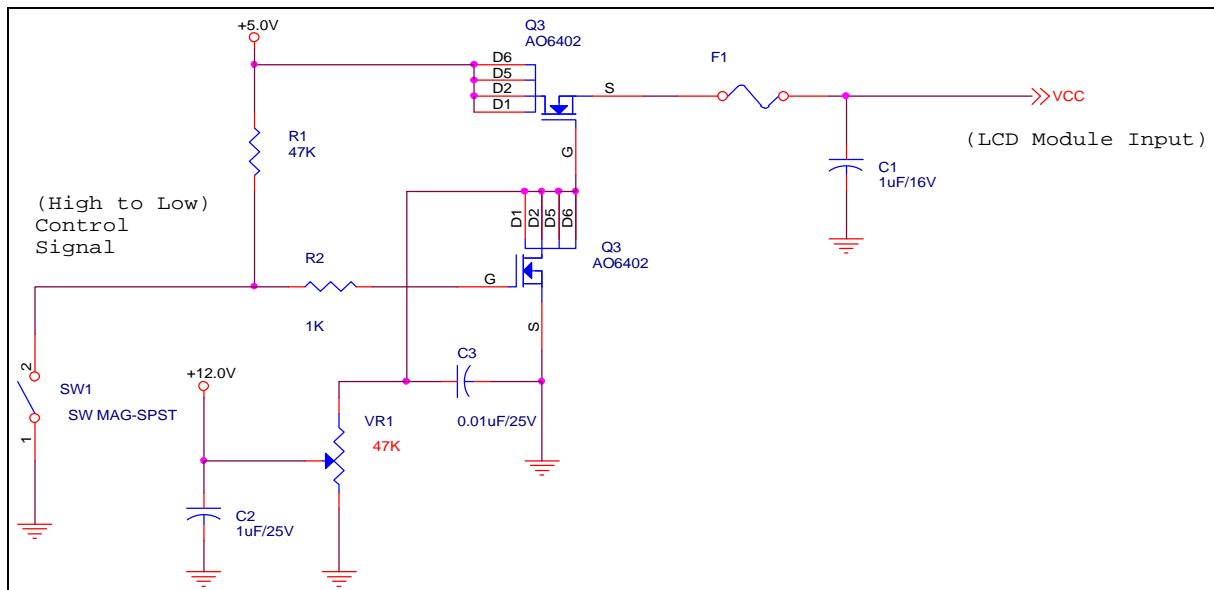 +5.0V
Q3
AO6402
D6
D5
D2
D1
S
F1
VCC
(LCD Module Input)
R1
47K
G
C1
1uF/16V
(High to Low)
Control
Signal
D1
D2
D5
D6
Q3
AO6402
R2
1K
G
S
2
SW1
SW MAG-SPST
1
+12.0V
C3
0.01uF/25V
VR1
47K
C2
1uF/25V